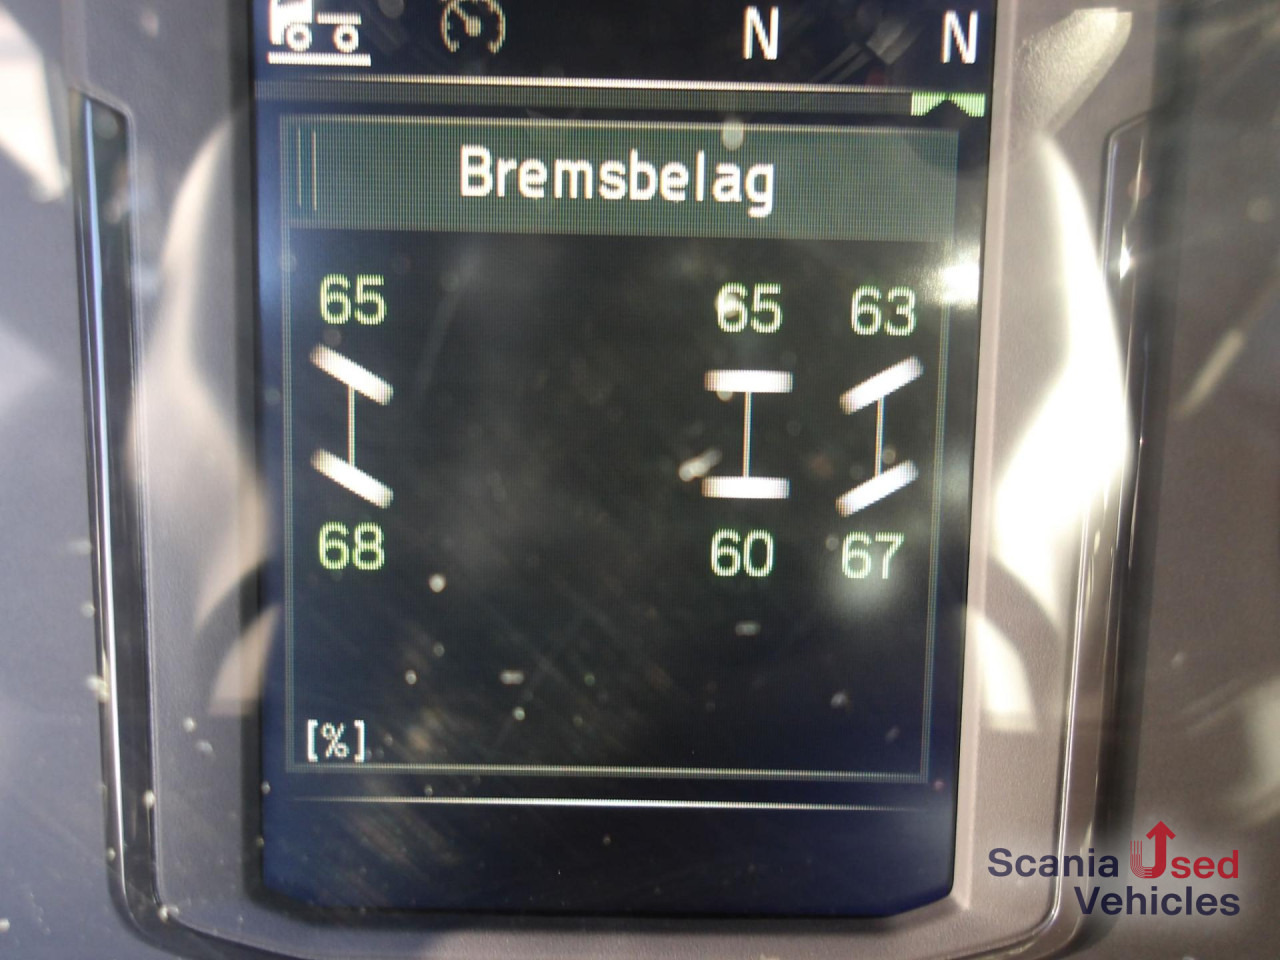 N N
Bremsbelag
65 65 63
68 60 67
[%]
Scania Used
Vehicles